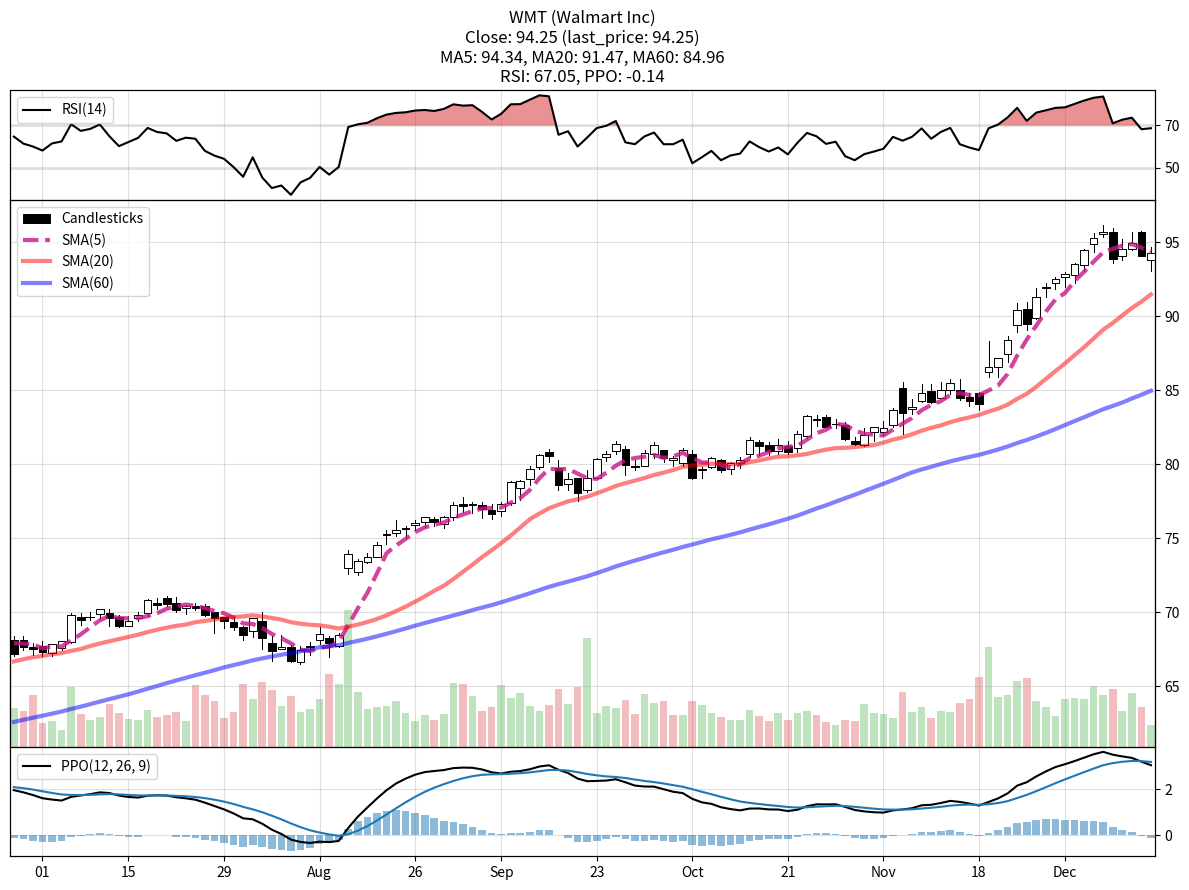 WMT (Walmart Inc)
Close: 94.25 (last_price: 94.25)
MA5: 94.34, MA20: 91.47, MA60: 84.96
RSI: 67.05, PPO: -0.14
RSI(14)
70
50
Candlesticks
SMA(5)
SMA(20)
SMA(60)
95
90
85
80
75
70
65
PPO(12, 26, 9)
2
0
01 15 29 Aug 26 Sep 23 Oct 21 Nov 18 Dec